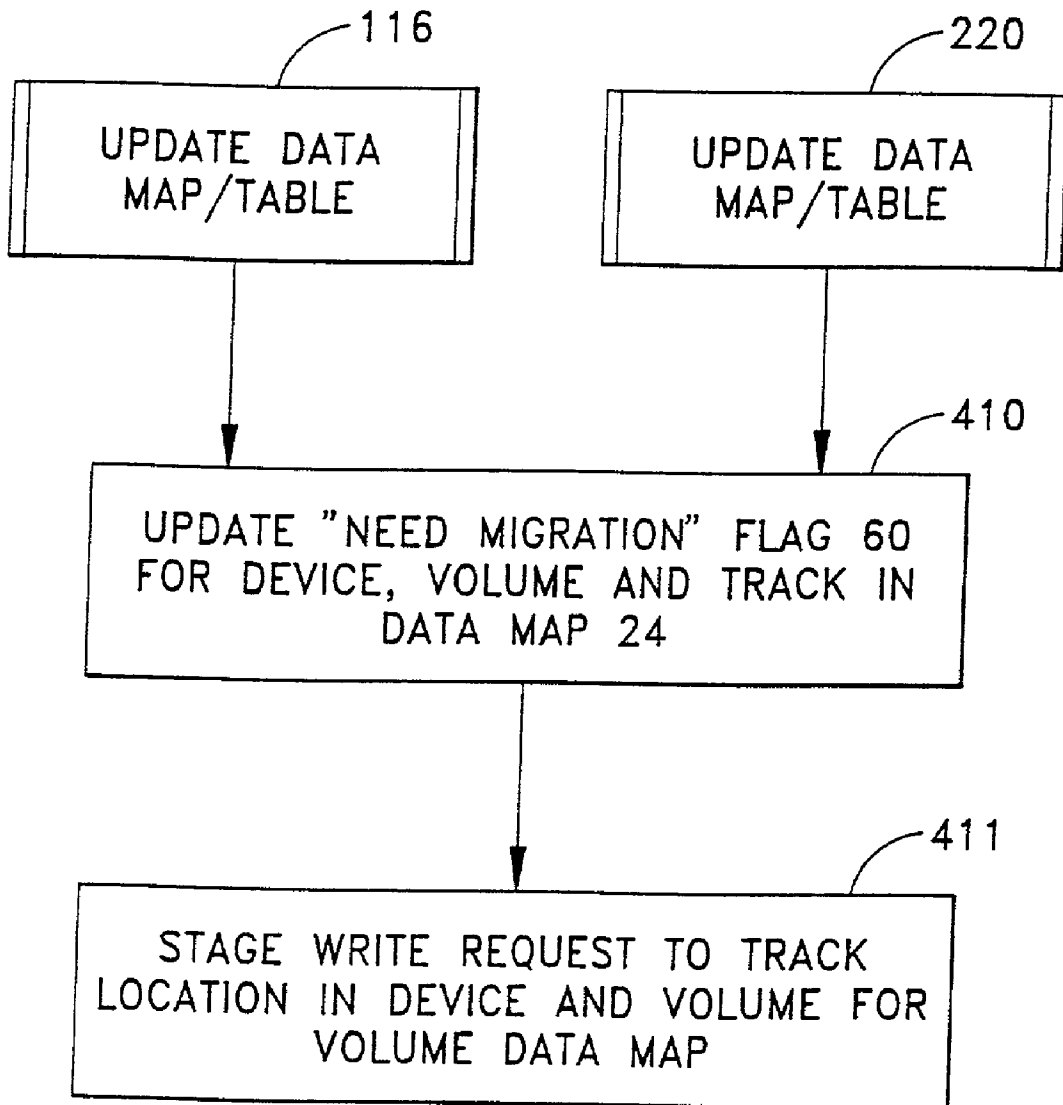 116
220
UPDATE DATA
MAP/TABLE
UPDATE DATA
MAP/TABLE
410
UPDATE "NEED MIGRATION" FLAG 60
FOR DEVICE, VOLUME AND TRACK IN
DATA MAP 24
411
STAGE WRITE REQUEST TO TRACK
LOCATION IN DEVICE AND VOLUME FOR
VOLUME DATA MAP